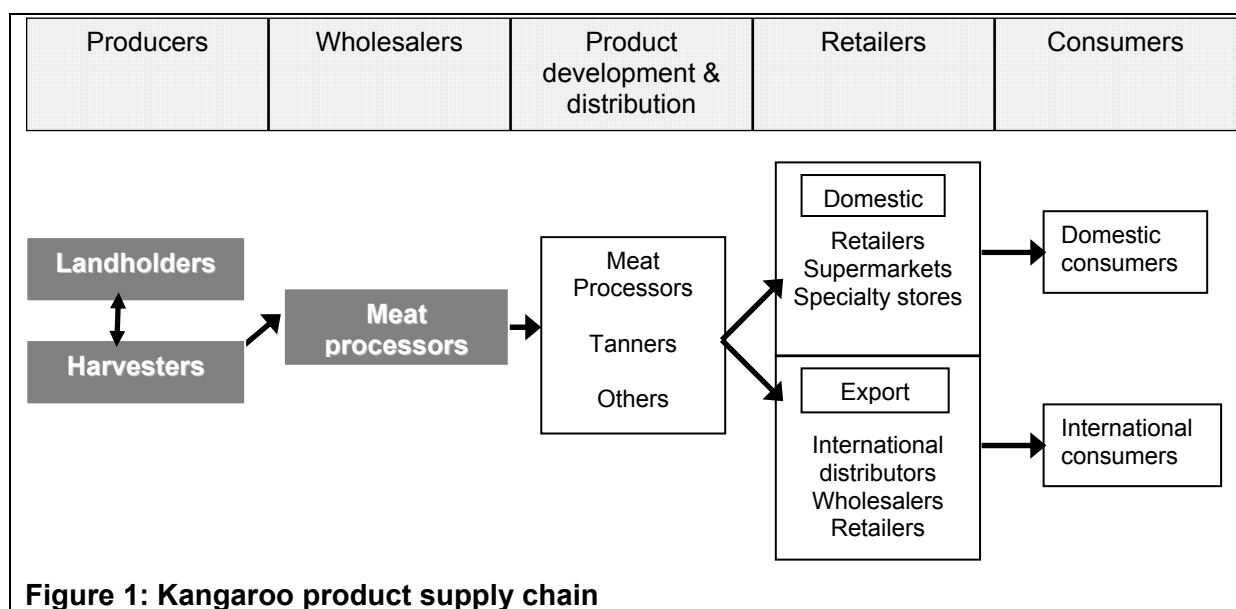 Producers
Wholesalers
Product
development &
distribution
Retailers
Consumers
Landholders
Harvesters
Meat
processors
Meat
Processors
Tanners
Others
Domestic
Retailers
Supermarkets
Specialty stores
Export
International
distributors
Wholesalers
Retailers
Domestic
consumers
International
consumers
Figure 1: Kangaroo product supply chain